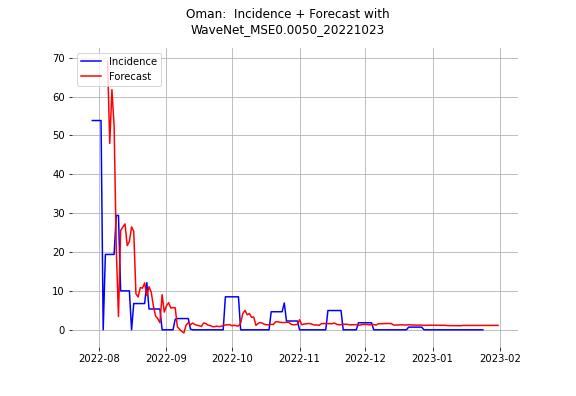 Oman:  Incidence + Forecast with
WaveNet_MSE0.0050_20221023
Incidence
Forecast
70
60
50
40
30
20
10
0
2022-08 2022-09 2022-10 2022-11 2022-12 2023-01 2023-02